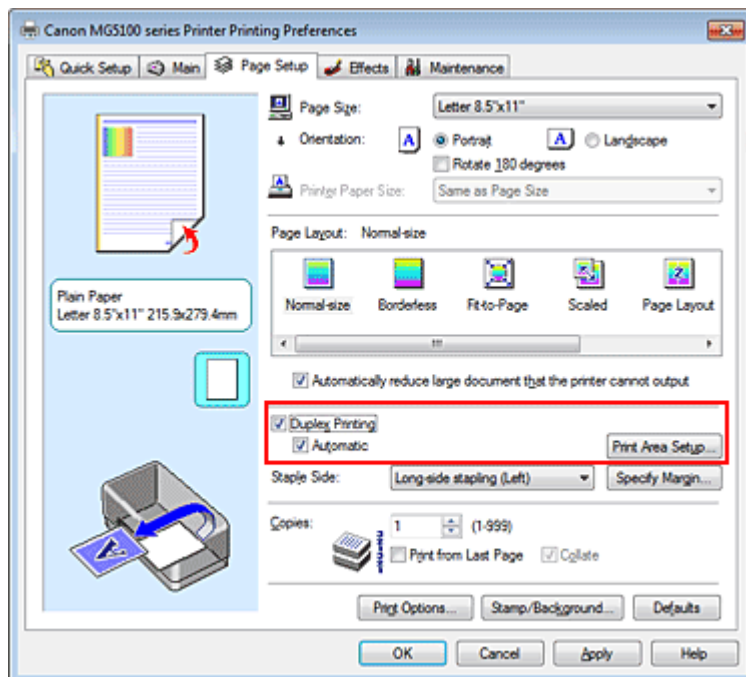 Canon MG5100 series Printer Printing Preferences
Quick Setup Main Page Setup Effects Maintenance
Page Size: Letter 8.5"x11"
Orientation: A Portrait A Landscape
Rotate 180 degrees
Printer Paper Size: Same as Page Size
Page Layout: Normal-size
Normal-size Borderless Fit-to-Page Scaled Page Layout
Plain Paper
Letter 8.5"x11" 215.9x279.4mm
Automatically reduce large document that the printer cannot output
Duplex Printing
Automatic Print Area Setup...
Staple Side: Long-side stapling (Left) Specify Margin...
Copies: 1 (1-999)
Print from Last Page Collate
Print Options... Stamp/Background... Defaults
OK Cancel Apply Help